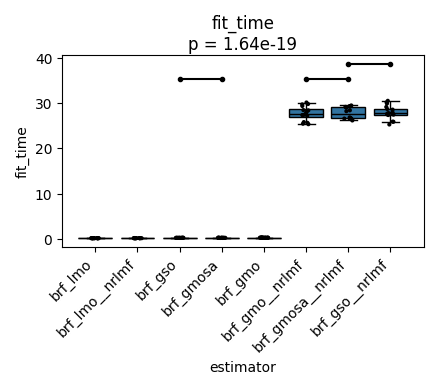 fit_time
p = 1.64e-19
fit_time
40
30
20
10
0
brf_lmo
brf_lmo__nrlmf
brf_gso
brf_gmosa
brf_gmo
brf_gmo__nrlmf
brf_gmosa__nrlmf
brf_gso__nrlmf
estimator